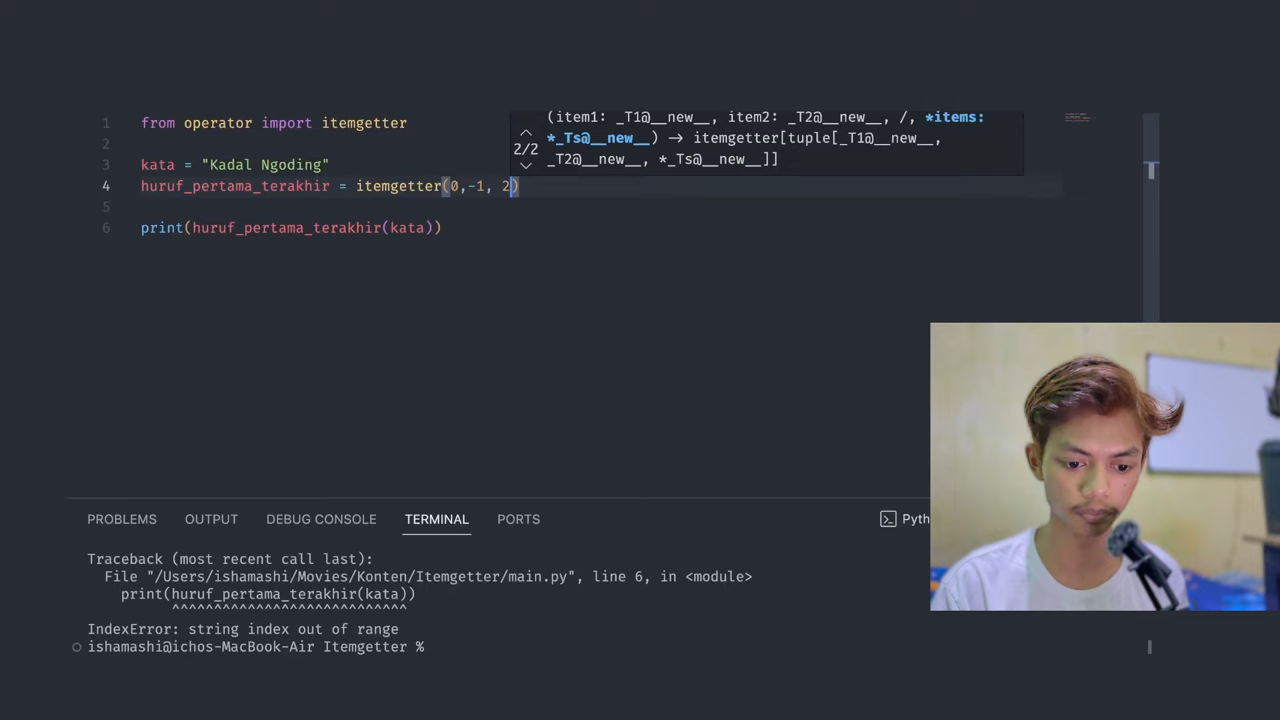 (item1: _T1@__new__, item2: _T2@__new__, /, *items:
2/2
*_Ts@__new__) → itemgetter[tuple[_T1@__new__,
_T2@__new__, *_Ts@__new__]]
1 from operator import itemgetter
2
3 kata = "Kadal Ngoding"
4 huruf_pertama_terakhir = itemgetter(0,-1, 2)
5
6 print(huruf_pertama_terakhir(kata))
PROBLEMS OUTPUT DEBUG CONSOLE TERMINAL PORTS Pyth
Traceback (most recent call last):
File "/Users/ishamashi/Movies/Konten/Itemgetter/main.py", line 6, in <module>
print(huruf_pertama_terakhir(kata))
^^^^^^^^^^^^^^^^^^^^^^^^^^^^
IndexError: string index out of range
ishamashi@ichos-MacBook-Air Itemgetter %